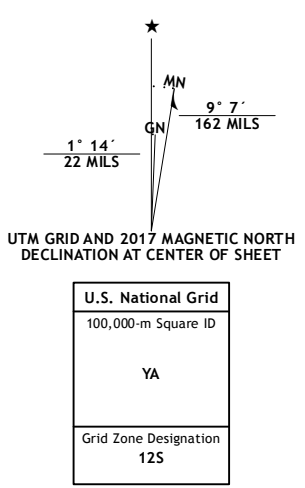 ★
MN
GN
9° 7´
162 MILS
1° 14´
22 MILS
UTM GRID AND 2017 MAGNETIC NORTH
DECLINATION AT CENTER OF SHEET
U.S. National Grid
100,000-m Square ID
YA
Grid Zone Designation
12S